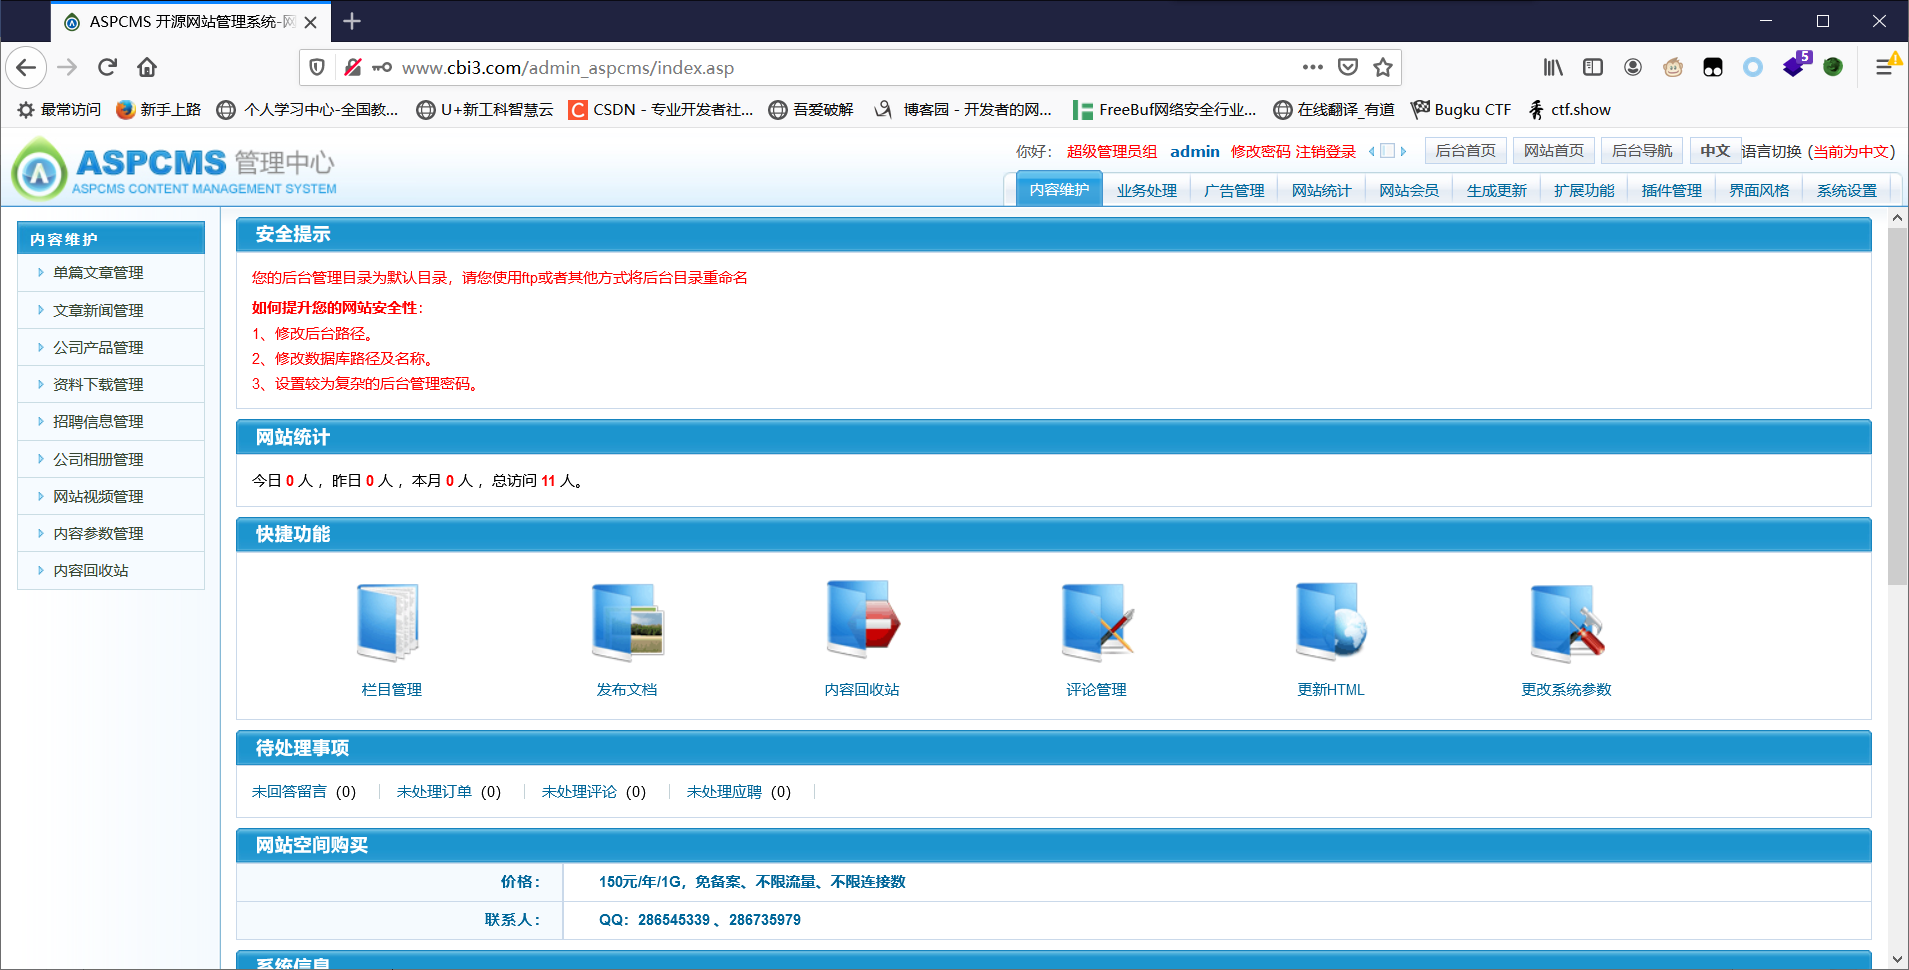 ASPCMS 开源网站管理系统-网
www.cbi3.com/admin_aspcms/index.asp
5
最常访问 新手上路 个人学习中心-全国教... U+新工科智慧云 CSDN - 专业开发者社... 吾爱破解 博客园 - 开发者的网... FreeBuf网络安全行业... 在线翻译_有道 Bugku CTF ctf.show
ASPCMS 管理中心
ASPCMS CONTENT MANAGEMENT SYSTEM
你好： 超级管理员组 admin 修改密码 注销登录 后台首页 网站首页 后台导航 中文 语言切换 (当前为中文)
内容维护 业务处理 广告管理 网站统计 网站会员 生成更新 扩展功能 插件管理 界面风格 系统设置
内容维护
单篇文章管理
文章新闻管理
公司产品管理
资料下载管理
招聘信息管理
公司相册管理
网站视频管理
内容参数管理
内容回收站
安全提示
您的后台管理目录为默认目录，请您使用ftp或者其他方式将后台目录重命名
如何提升您的网站安全性：
1、修改后台路径。
2、修改数据库路径及名称。
3、设置较为复杂的后台管理密码。
网站统计
今日 0 人 ，昨日 0 人 ，本月 0 人 ，总访问 11 人。
快捷功能
栏目管理 发布文档 内容回收站 评论管理 更新HTML 更改系统参数
待处理事项
未回答留言 (0) 未处理订单 (0) 未处理评论 (0) 未处理应聘 (0)
网站空间购买
价格： 150元/年/1G，免备案、不限流量、不限连接数
联系人： QQ：286545339 、286735979
系统信息